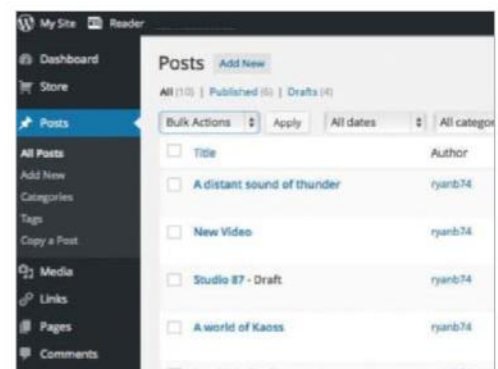 My Site Reader
Dashboard
Store
Posts
All Posts
Add New
Categories
Tags
Copy a Post
Media
Links
Pages
Comments
Posts Add New
All (10) | Published (6) | Drafts (4)
Bulk Actions Apply All dates All categor
Title Author
A distant sound of thunder ryanb74
New Video ryanb74
Studio 87 - Draft ryanb74
A world of Kaoss ryanb74